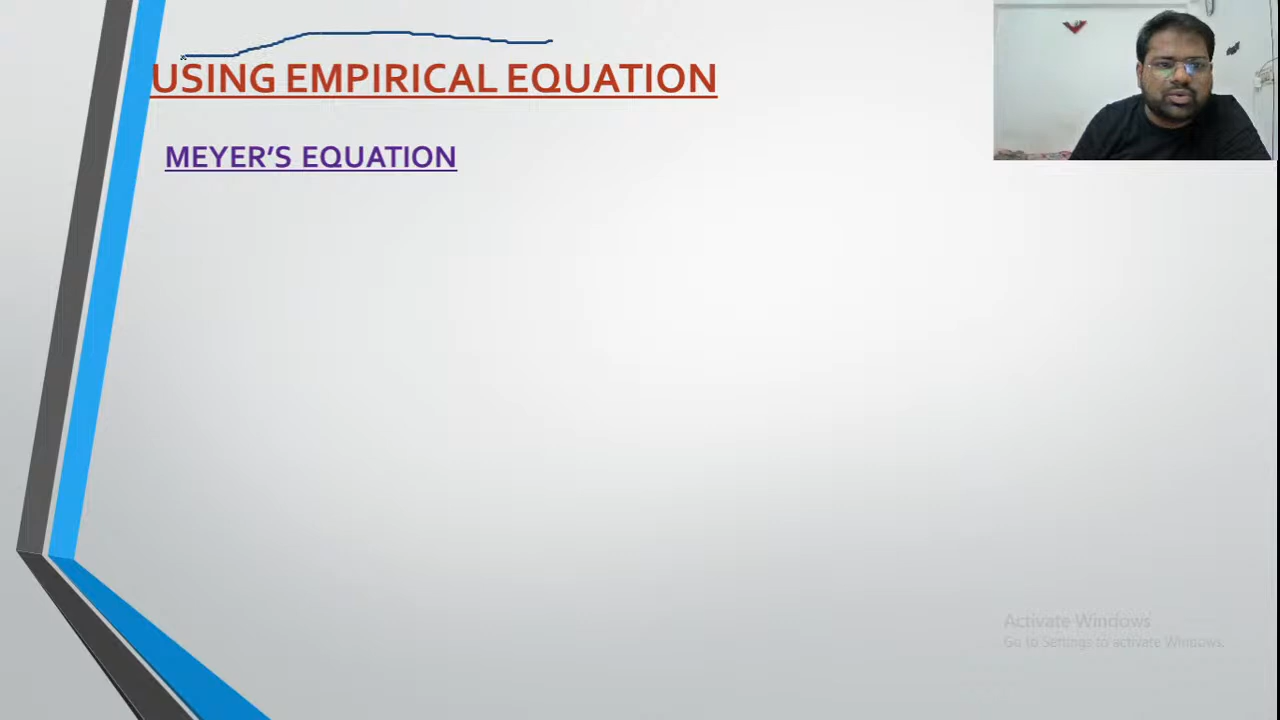 USING EMPIRICAL EQUATION
MEYER'S EQUATION
Activate Windows
Go to Settings to activate Windows.